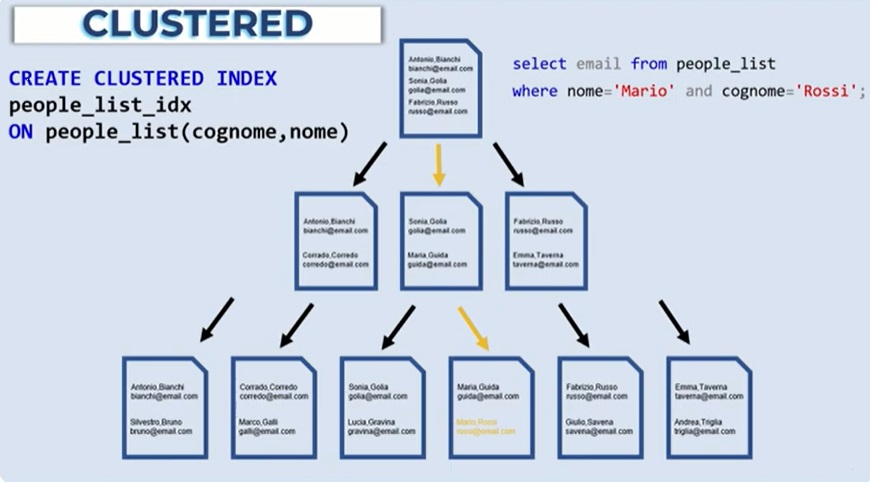 CLUSTERED
CREATE CLUSTERED INDEX
people_list_idx
ON people_list(cognome,nome)
select email from people_list
where nome='Mario' and cognome='Rossi';
Antonio,Bianchi
bianchi@email.com
Sonia,Golia
golia@email.com
Fabrizio,Russo
russo@email.com
Antonio,Bianchi
bianchi@email.com
Corrado,Corredo
corredo@email.com
Sonia,Golia
golia@email.com
Maria,Guida
guida@email.com
Fabrizio,Russo
russo@email.com
Emma,Taverna
taverna@email.com
Antonio,Bianchi
bianchi@email.com
Silvestro,Bruno
bruno@email.com
Corrado,Corredo
corredo@email.com
Marco,Galli
galli@email.com
Sonia,Golia
golia@email.com
Lucia,Gravina
gravina@email.com
Maria,Guida
guida@email.com
Mario,Rossi
Fabrizio,Russo
russo@email.com
Giulio,Savena
savena@email.com
Emma,Taverna
taverna@email.com
Andrea,Triglia
triglia@email.com